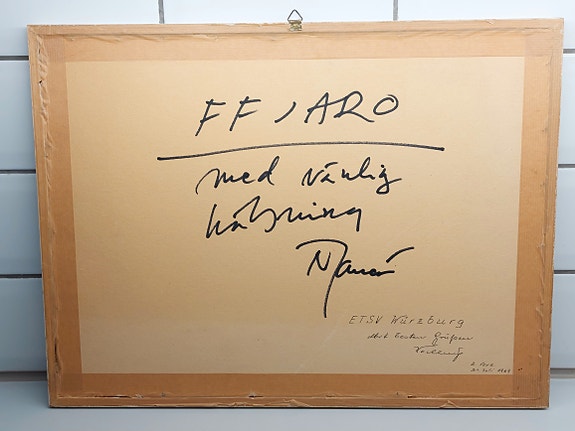 FF JARO
med vänlig
hälsning
ETSV Würzburg
Mit besten Grüßen